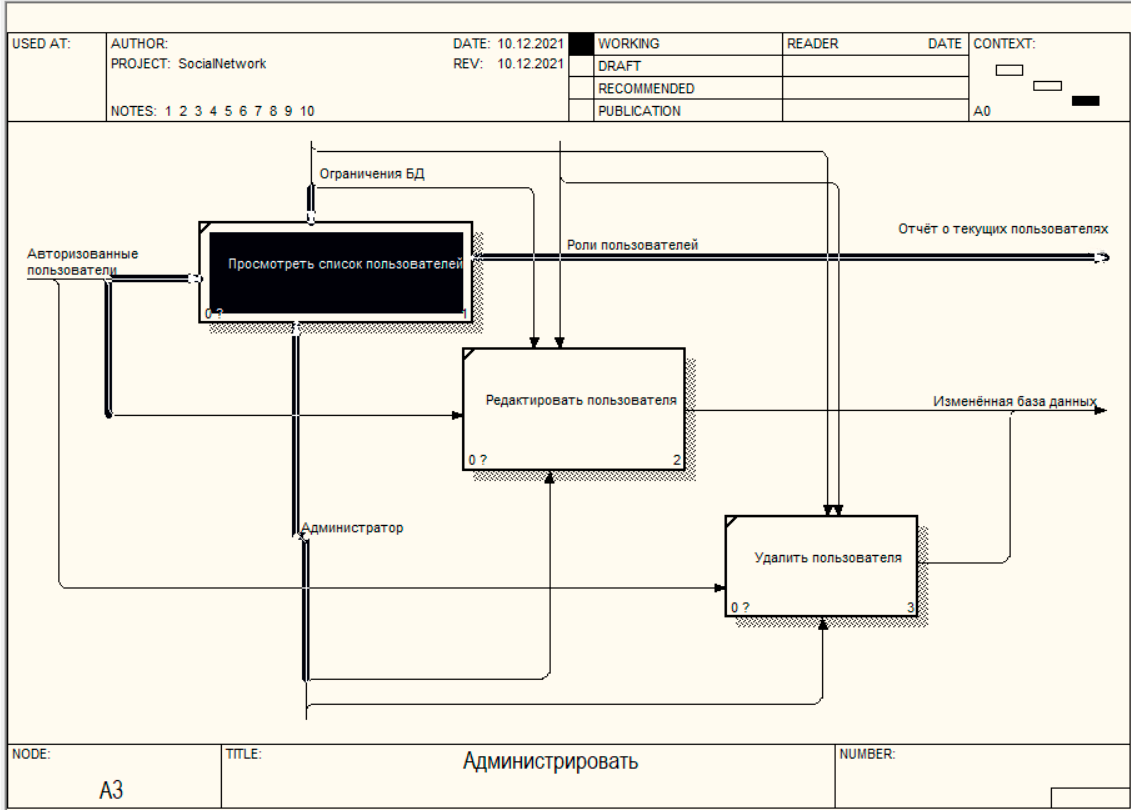 USED AT:
AUTHOR:
DATE: 10.12.2021
WORKING
READER
DATE
CONTEXT:
PROJECT: SocialNetwork
REV: 10.12.2021
DRAFT
RECOMMENDED
NOTES: 1 2 3 4 5 6 7 8 9 10
PUBLICATION
A0
Ограничения БД
Отчёт о текущих пользователях
Роли пользователей
Авторизованные
пользователи
Просмотреть список пользователей
0 ?
1
Редактировать пользователя
Изменённая база данных
0 ?
2
Администратор
Удалить пользователя
0 ?
3
NODE:
TITLE:
Администрировать
NUMBER:
A3